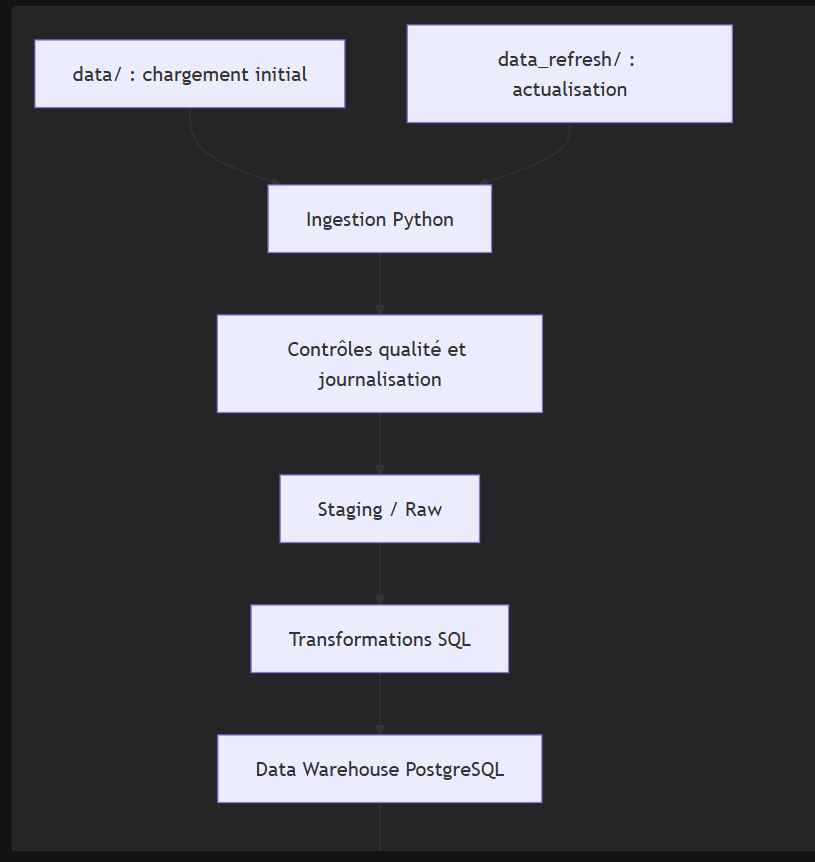 data/ : chargement initial
data_refresh/ :
actualisation
Ingestion Python
Contrôles qualité et
journalisation
Staging / Raw
Transformations SQL
Data Warehouse PostgreSQL